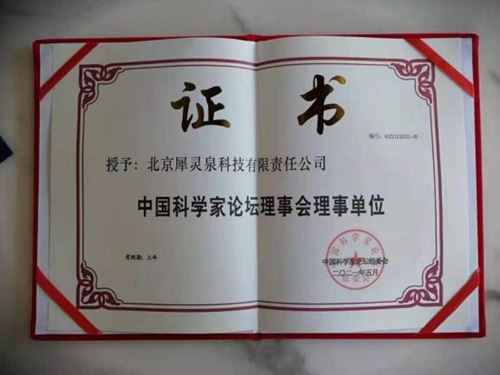 证书
授予：北京犀灵泉科技有限责任公司
中国科学家论坛理事会理事单位
有效期：三年
中国科学家论坛组委会
二〇二一年五月